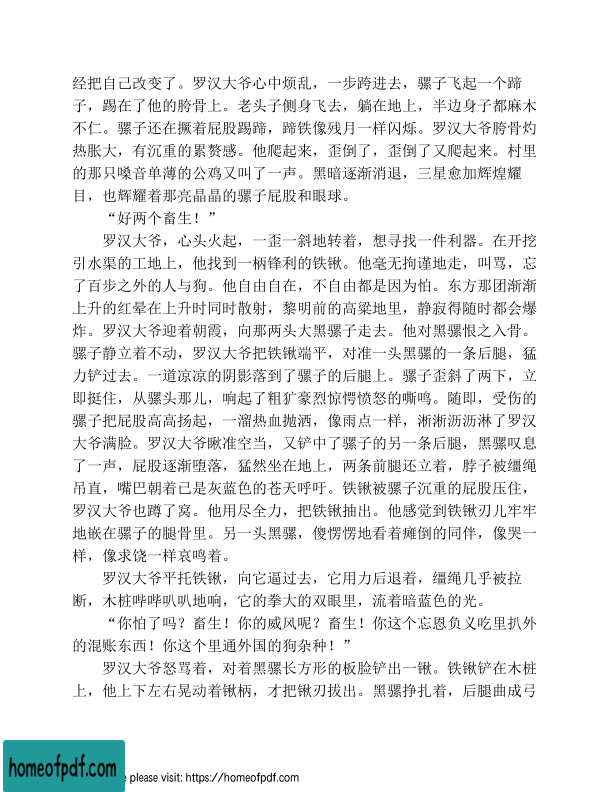 经把自己改变了。罗汉大爷心中烦乱，一步跨进去，骡子飞起一个蹄
子，踢在了他的胯骨上。老头子侧身飞去，躺在地上，半边身子都麻木
不仁。骡子还在撅着屁股踢蹄，蹄铁像残月一样闪烁。罗汉大爷胯骨灼
热胀大，有沉重的累赘感。他爬起来，歪倒了，歪倒了又爬起来。村里
的那只嗓音单薄的公鸡又叫了一声。黑暗逐渐消退，三星愈加辉煌耀
目，也辉耀着那亮晶晶的骡子屁股和眼球。
“好两个畜生！”
罗汉大爷，心头火起，一歪一斜地转着，想寻找一件利器。在开挖
引水渠的工地上，他找到一柄锋利的铁锹。他毫无拘谨地走，叫骂，忘
了百步之外的人与狗。他自由自在，不自由都是因为怕。东方那团渐渐
上升的红晕在上升时同时散射，黎明前的高粱地里，静寂得随时都会爆
炸。罗汉大爷迎着朝霞，向那两头大黑骡子走去。他对黑骡恨之入骨。
骡子静立着不动，罗汉大爷把铁锹端平，对准一头黑骡的一条后腿，猛
力铲过去。一道凉凉的阴影落到了骡子的后腿上。骡子歪斜了两下，立
即挺住，从骡头那儿，响起了粗犷豪烈惊愕愤怒的嘶鸣。随即，受伤的
骡子把屁股高高扬起，一溜热血抛洒，像雨点一样，淅淅沥沥淋了罗汉
大爷满脸。罗汉大爷瞅准空当，又铲中了骡子的另一条后腿，黑骡叹息
了一声，屁股逐渐堕落，猛然坐在地上，两条前腿还立着，脖子被缰绳
吊直，嘴巴朝着已是灰蓝色的苍天呼吁。铁锹被骡子沉重的屁股压住，
罗汉大爷也蹲了窝。他用尽全力，把铁锹抽出。他感觉到铁锹刃儿牢牢
地嵌在骡子的腿骨里。另一头黑骡，傻愣愣地看着瘫倒的同伴，像哭一
样，像求饶一样哀鸣着。
罗汉大爷平托铁锹，向它逼过去，它用力后退着，缰绳几乎被拉
断，木桩哔哔叭叭地响，它的拳大的双眼里，流着暗蓝色的光。
“你怕了吗？畜生！你的威风呢？畜生！你这个忘恩负义吃里扒外
的混账东西！你这个里通外国的狗杂种！”
罗汉大爷怒骂着，对着黑骡长方形的板脸铲出一锹。铁锹铲在木桩
上，他上下左右晃动着锹柄，才把锹刃拔出。黑骡挣扎着，后腿曲成弓
homeofpdf.com
e please visit: https://homeofpdf.com